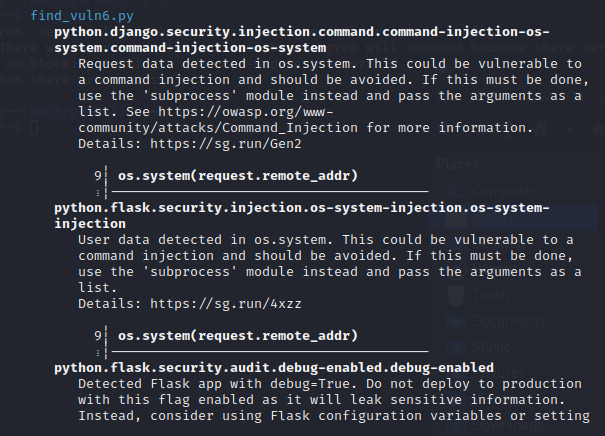 find_vuln6.py
python.django.security.injection.command.command-injection-os-
system.command-injection-os-system
Request data detected in os.system. This could be vulnerable to
a command injection and should be avoided. If this must be done,
use the 'subprocess' module instead and pass the arguments as a
list. See https://owasp.org/www-
community/attacks/Command_Injection for more information.
Details: https://sg.run/Gen2
9┆ os.system(request.remote_addr)
⋮┆────────────────────────────────────────
python.flask.security.injection.os-system-injection.os-system-
injection
User data detected in os.system. This could be vulnerable to a
command injection and should be avoided. If this must be done,
use the 'subprocess' module instead and pass the arguments as a
list.
Details: https://sg.run/4xzz
9┆ os.system(request.remote_addr)
⋮┆────────────────────────────────────────
python.flask.security.audit.debug-enabled.debug-enabled
Detected Flask app with debug=True. Do not deploy to production
with this flag enabled as it will leak sensitive information.
Instead, consider using Flask configuration variables or setting
Places
Computer
Trash
Documents
Music
Downloads